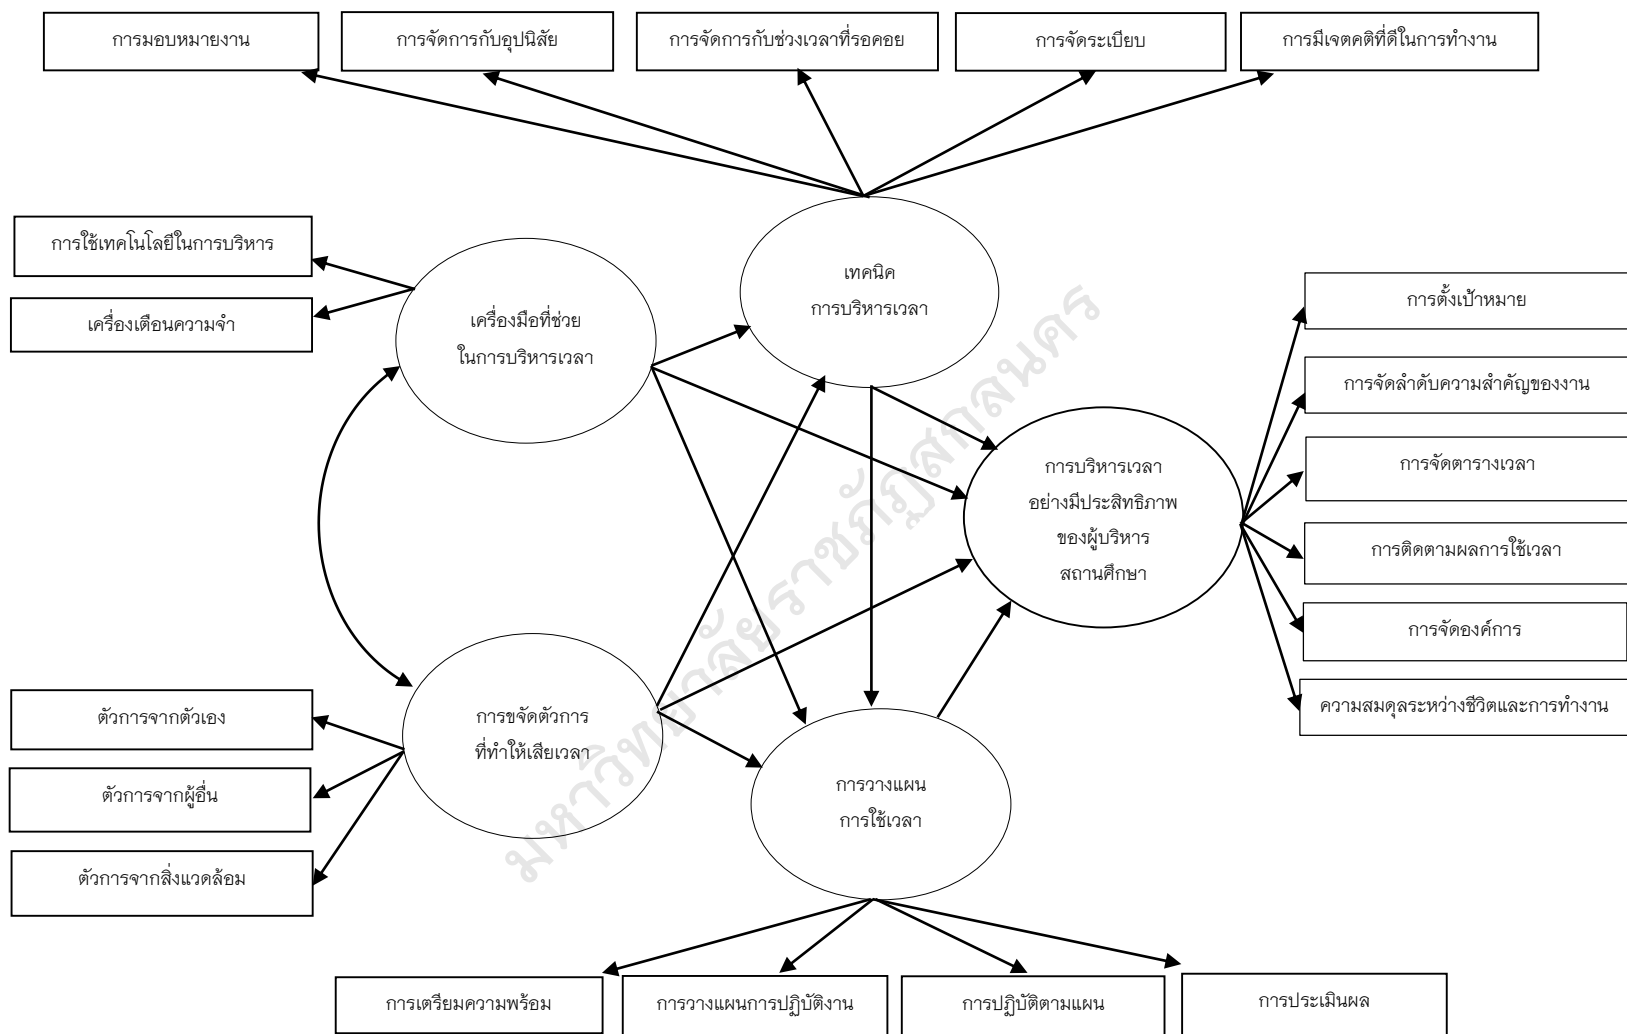 การมอบหมายงาน
การจัดการกับอุปนิสัย
การจัดการกับช่วงเวลาที่รอคอย
การจัดระเบียบ
การมีเจตคติที่ดีในการทำงาน
การใช้เทคโนโลยีในการบริหาร
เครื่องเตือนความจำ
เครื่องมือที่ช่วย
ในการบริหารเวลา
เทคนิค
การบริหารเวลา
การตั้งเป้าหมาย
การจัดลำดับความสำคัญของงาน
การจัดตารางเวลา
การติดตามผลการใช้เวลา
การจัดองค์การ
ความสมดุลระหว่างชีวิตและการทำงาน
การบริหารเวลา
อย่างมีประสิทธิภาพ
ของผู้บริหาร
สถานศึกษา
ตัวการจากตัวเอง
ตัวการจากผู้อื่น
ตัวการจากสิ่งแวดล้อม
การขจัดตัวการ
ที่ทำให้เสียเวลา
การวางแผน
การใช้เวลา
การเตรียมความพร้อม
การวางแผนการปฏิบัติงาน
การปฏิบัติตามแผน
การประเมินผล
มหาวิทยาลัยราชภัฏสกลนคร